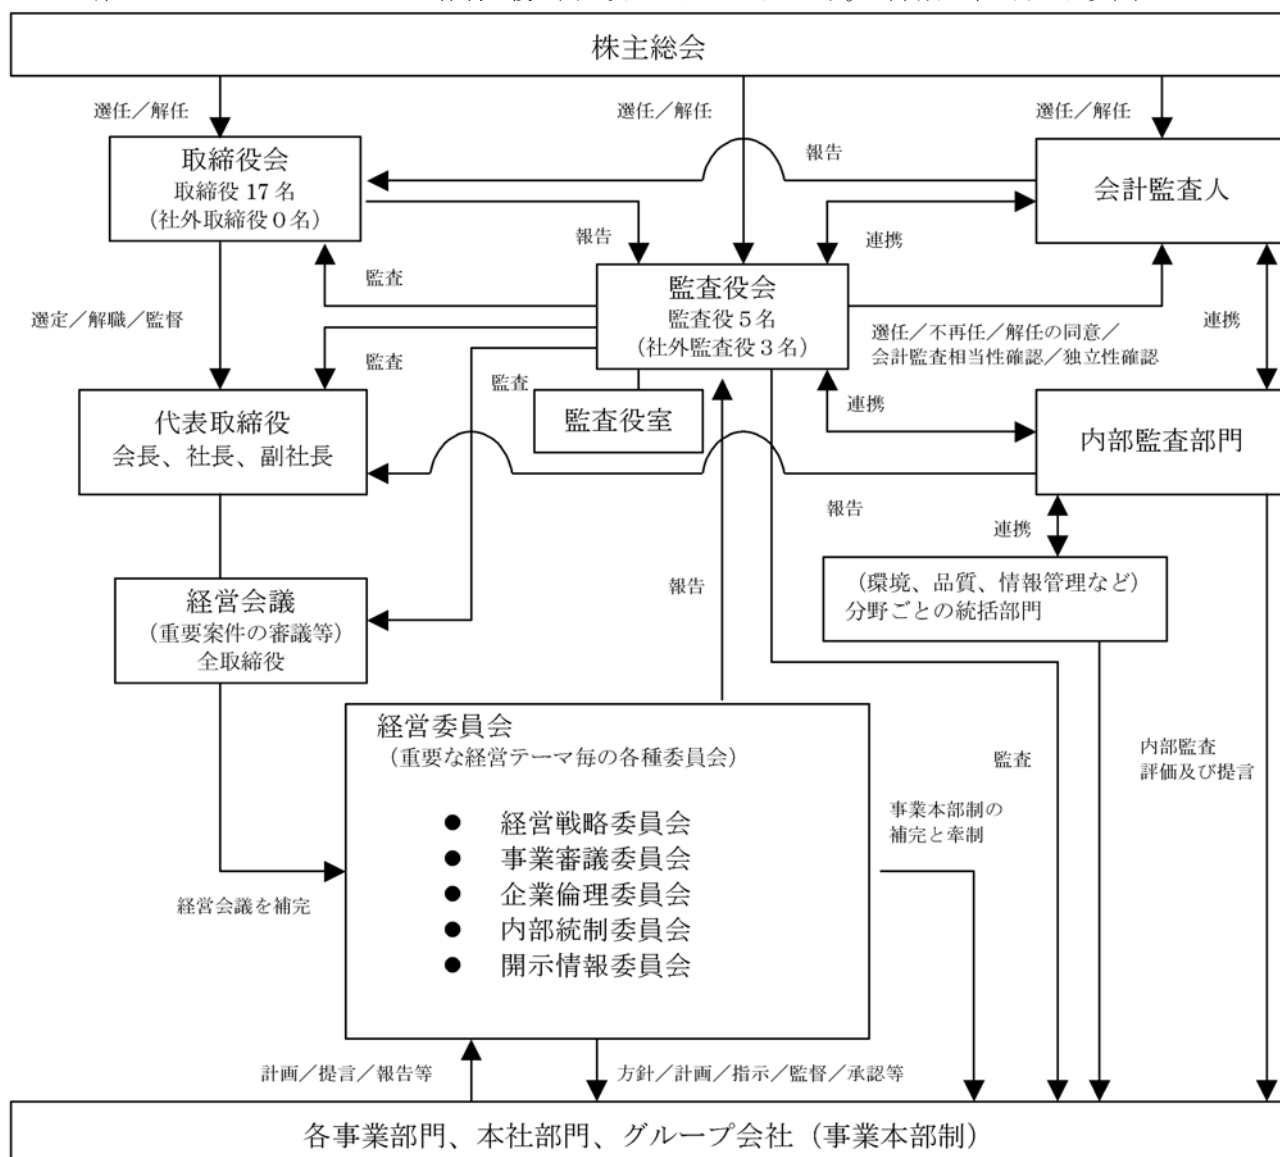 株主総会
選任／解任
選任／解任
選任／解任
取締役会
取締役 17 名
（社外取締役０名）
報告
会計監査人
報告
連携
監査
監査役会
監査役５名
（社外監査役３名）
選定／解職／監督
選任／不再任／解任の同意／
会計監査相当性確認／独立性確認
連携
監査
監査
監査役室
連携
代表取締役
会長、社長、副社長
内部監査部門
報告
連携
経営会議
（重要案件の審議等）
全取締役
報告
（環境、品質、情報管理など）
分野ごとの統括部門
経営委員会
（重要な経営テーマ毎の各種委員会）
監査
内部監査
評価及び提言
● 経営戦略委員会
● 事業審議委員会
● 企業倫理委員会
● 内部統制委員会
● 開示情報委員会
事業本部制の
補完と牽制
経営会議を補完
計画／提言／報告等
方針／計画／指示／監督／承認等
各事業部門、本社部門、グループ会社（事業本部制）